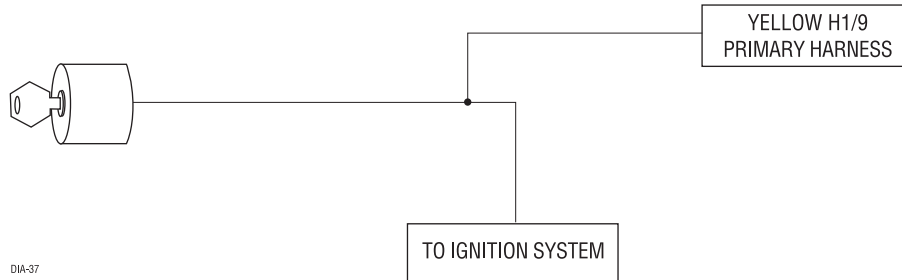 YELLOW H1/9
PRIMARY HARNESS
TO IGNITION SYSTEM
DIA-37